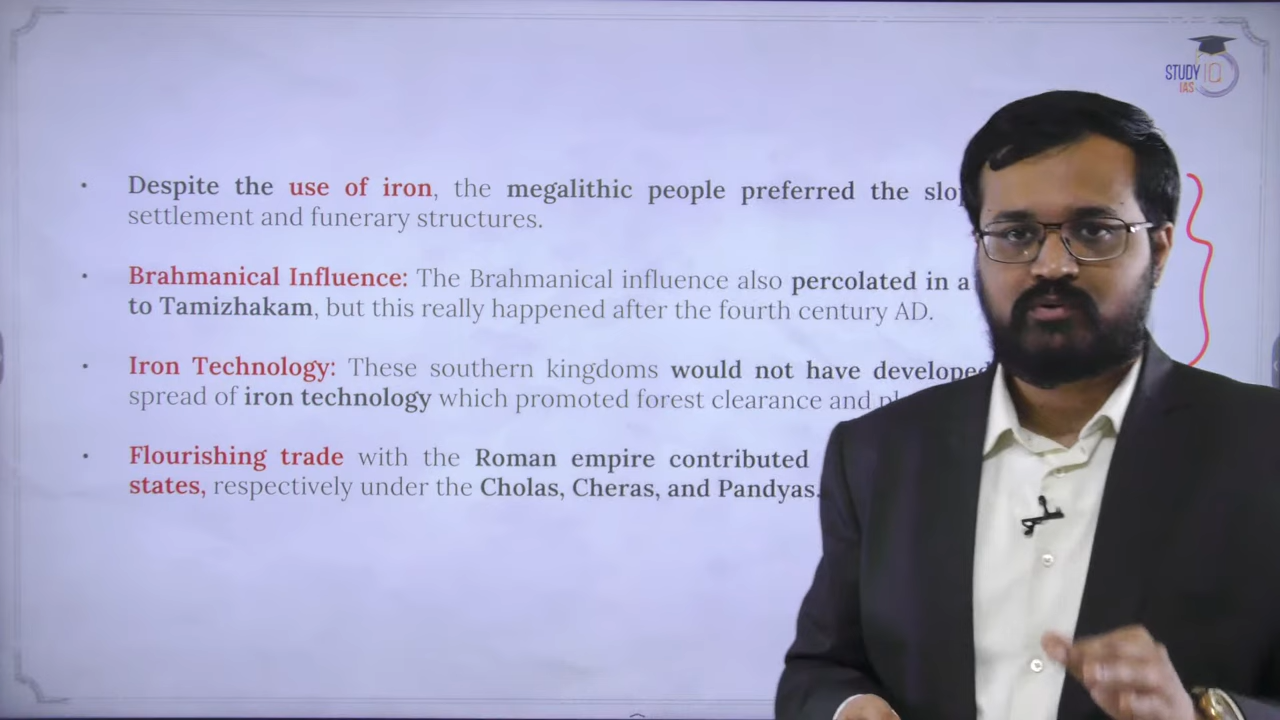 STUDY IQ
IAS
• Despite the use of iron, the megalithic people preferred the
settlement and funerary structures.
• Brahmanical Influence: The Brahmanical influence also percolated in a
to Tamizhakam, but this really happened after the fourth century AD.
• Iron Technology: These southern kingdoms would not have developed
spread of iron technology which promoted forest clearance and
• Flourishing trade with the Roman empire contributed
states, respectively under the Cholas, Cheras, and Pandyas.